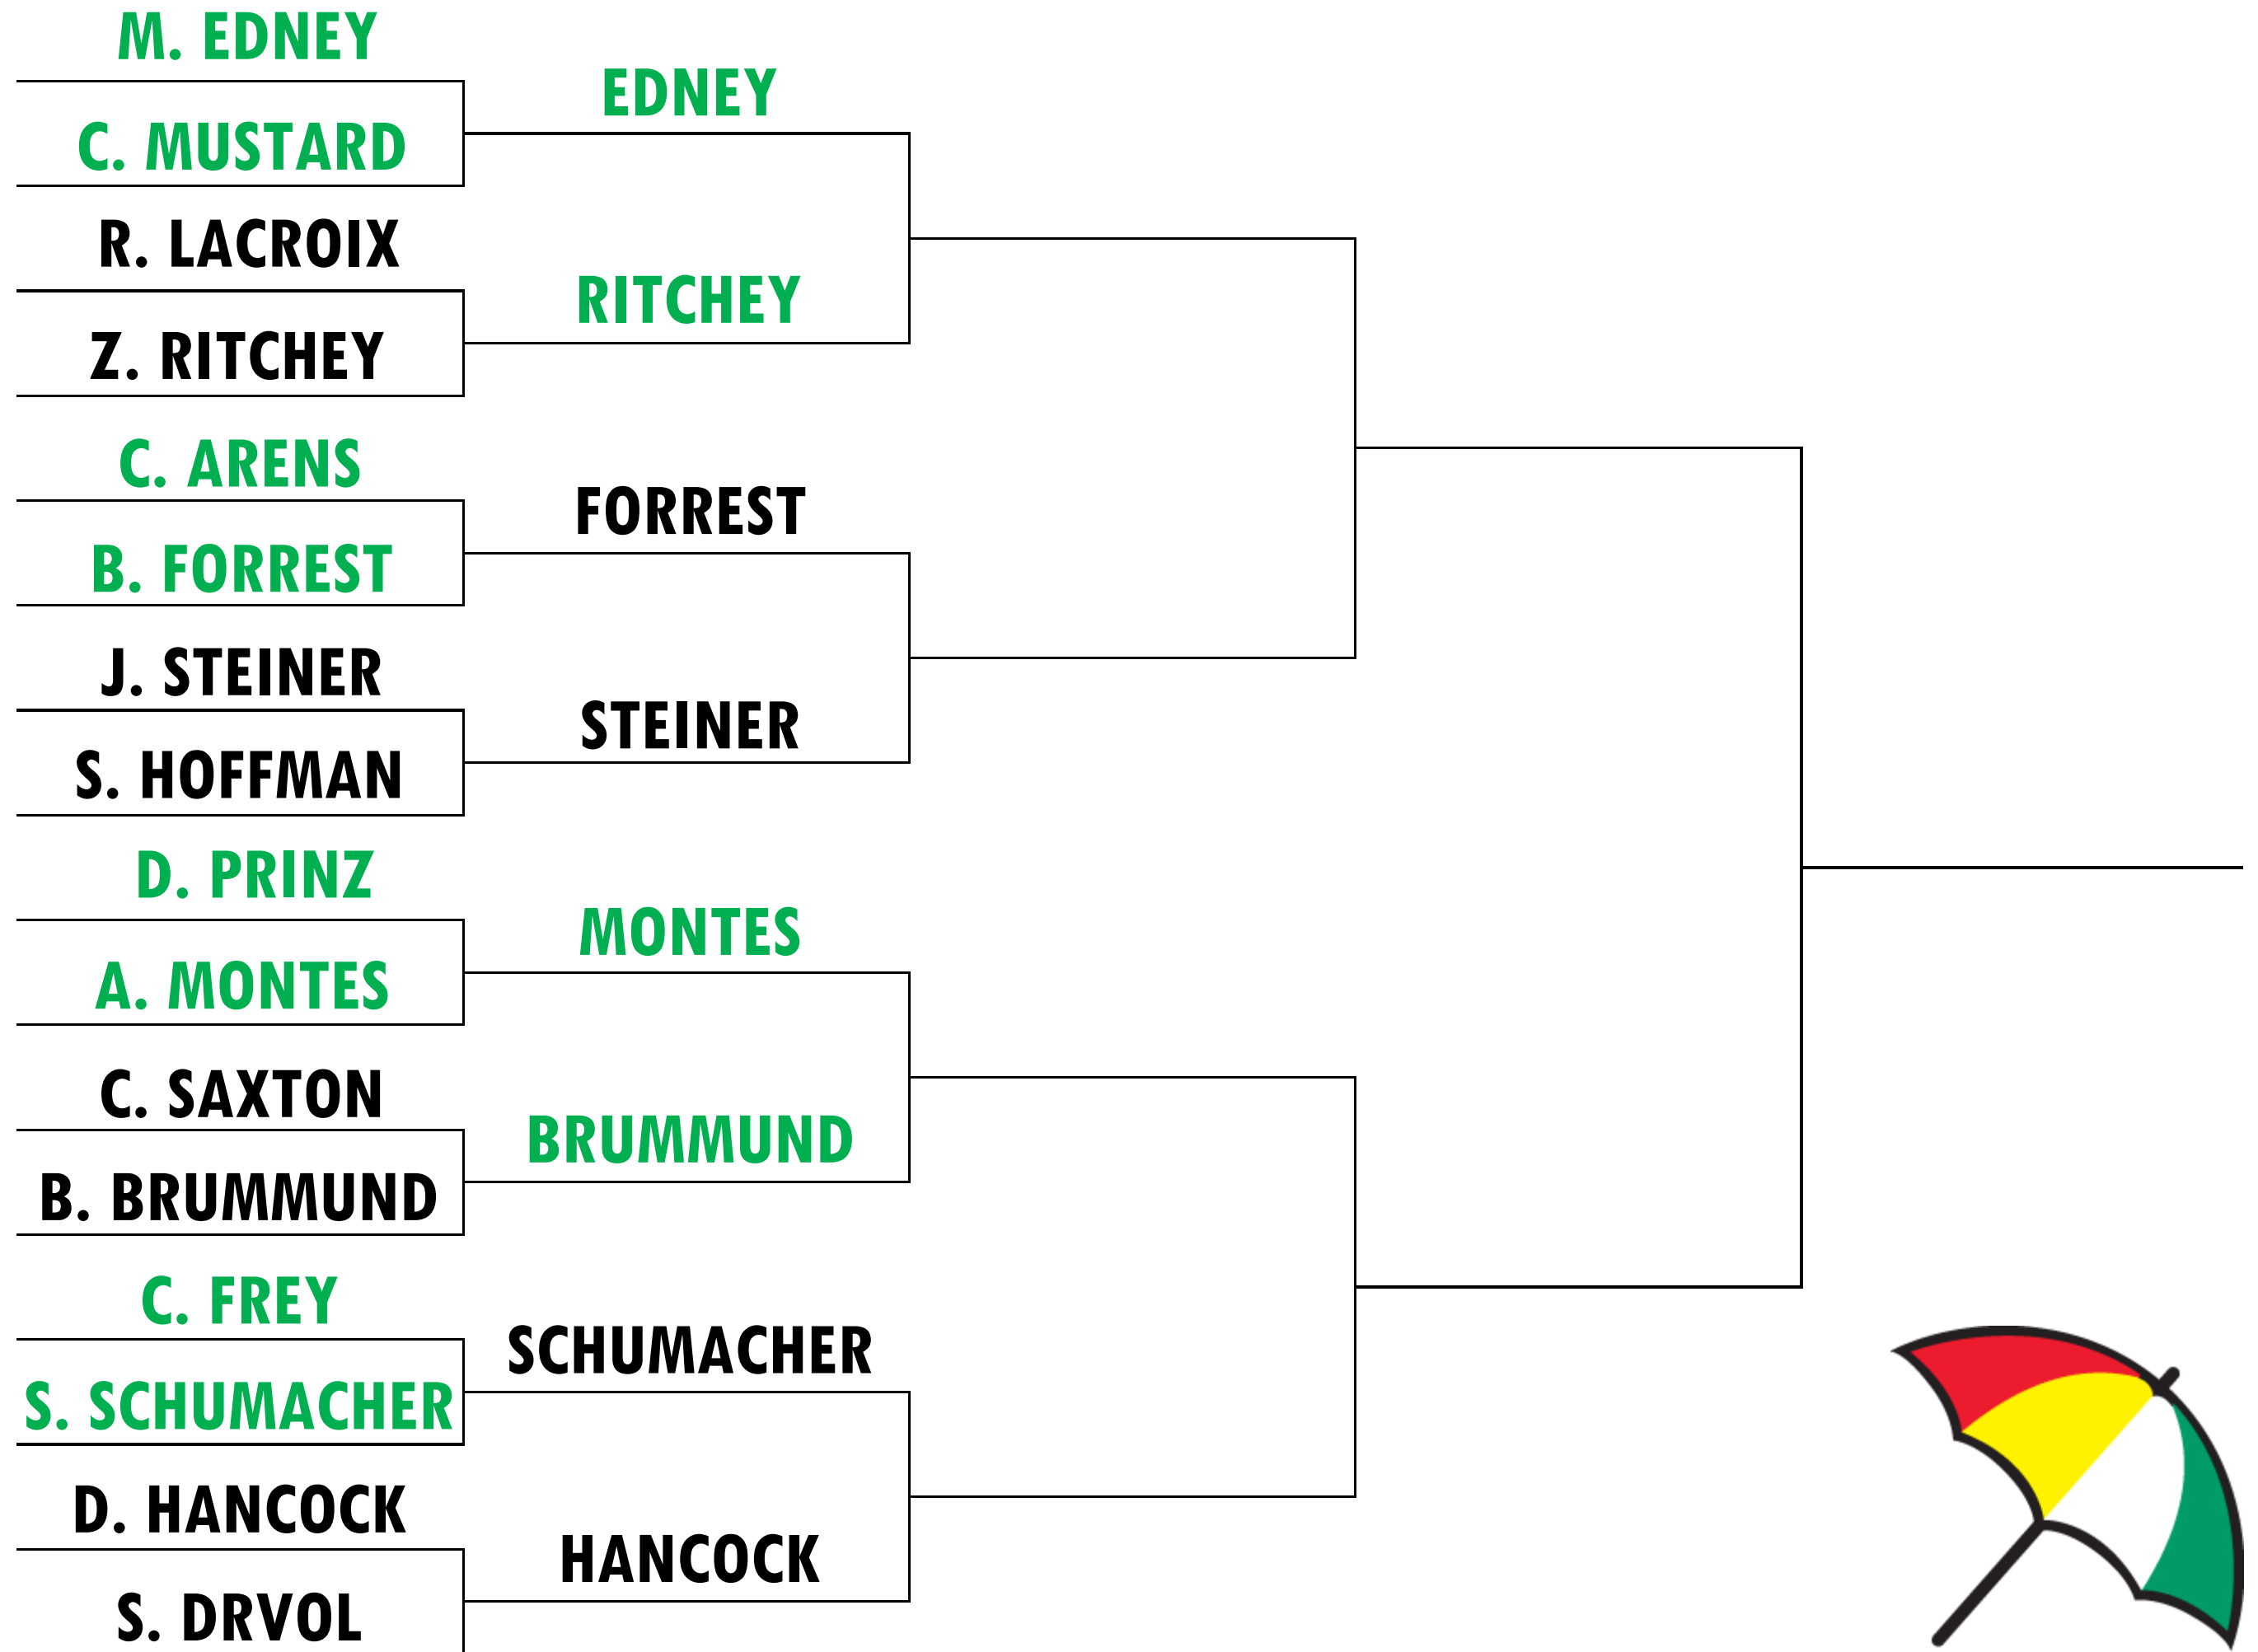 M. EDNEY
C. MUSTARD
R. LACROIX
Z. RITCHEY
C. ARENS
B. FORREST
J. STEINER
S. HOFFMAN
D. PRINZ
A. MONTES
C. SAXTON
B. BRUMMUND
C. FREY
S. SCHUMACHER
D. HANCOCK
S. DRVOL
EDNEY
RITCHEY
FORREST
STEINER
MONTES
BRUMMUND
SCHUMACHER
HANCOCK